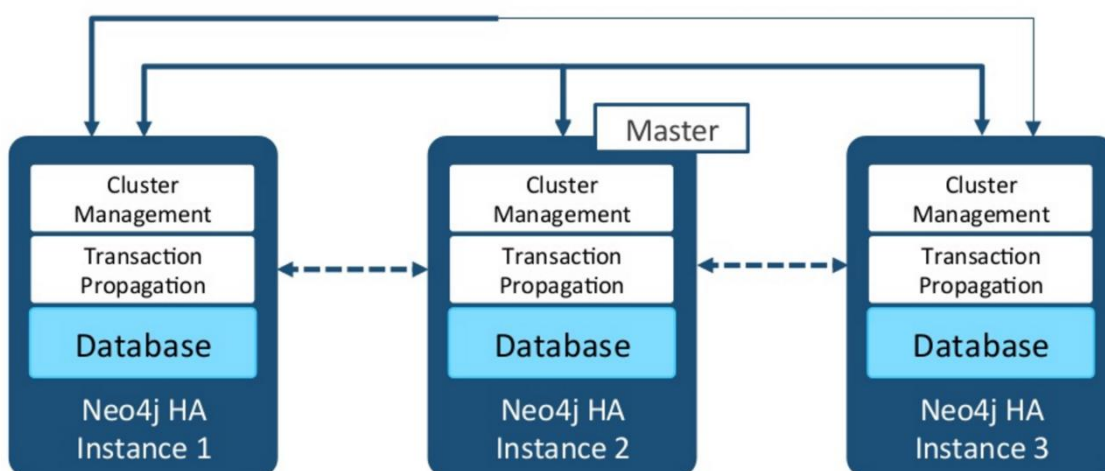 Master
Cluster
Management
Transaction
Propagation
Database
Neo4j HA
Instance 1
Cluster
Management
Transaction
Propagation
Database
Neo4j HA
Instance 2
Cluster
Management
Transaction
Propagation
Database
Neo4j HA
Instance 3